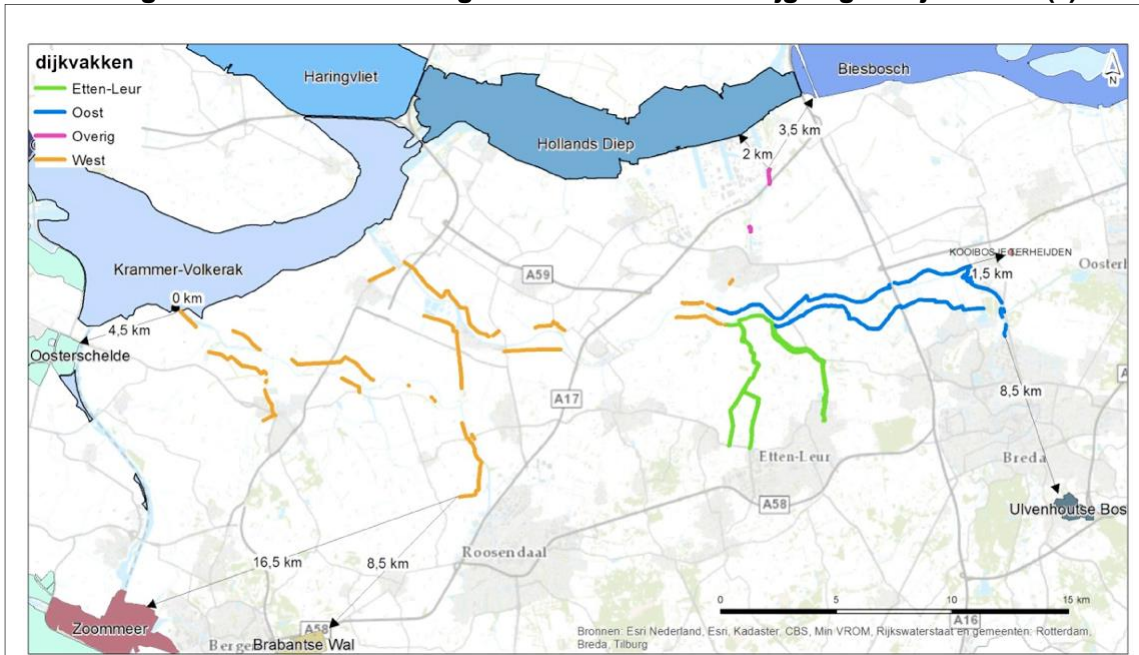 dijkvakken
Etten-Leur
Oost
Overig
West
Haringvliet
Hollands Diep
Biesbosch
N
3,5 km
2 km
KOOIBOSJE TERHEIJDEN
1,5 km
A59
Krammer-Volkerak
0 km
4,5 km
Oosterschelde
A17
8,5 km
Etten-Leur
Breda
A58
Ulvenhoutse Bos
Roosendaal
16,5 km
8,5 km
0 5 10 15 km
Zoommeer
A58
Brabantse Wal
A16
Bronnen: Esri Nederland, Esri, Kadaster, CBS, Min VROM, Rijkswaterstaat en gemeenten: Rotterdam,
Breda, Tilburg